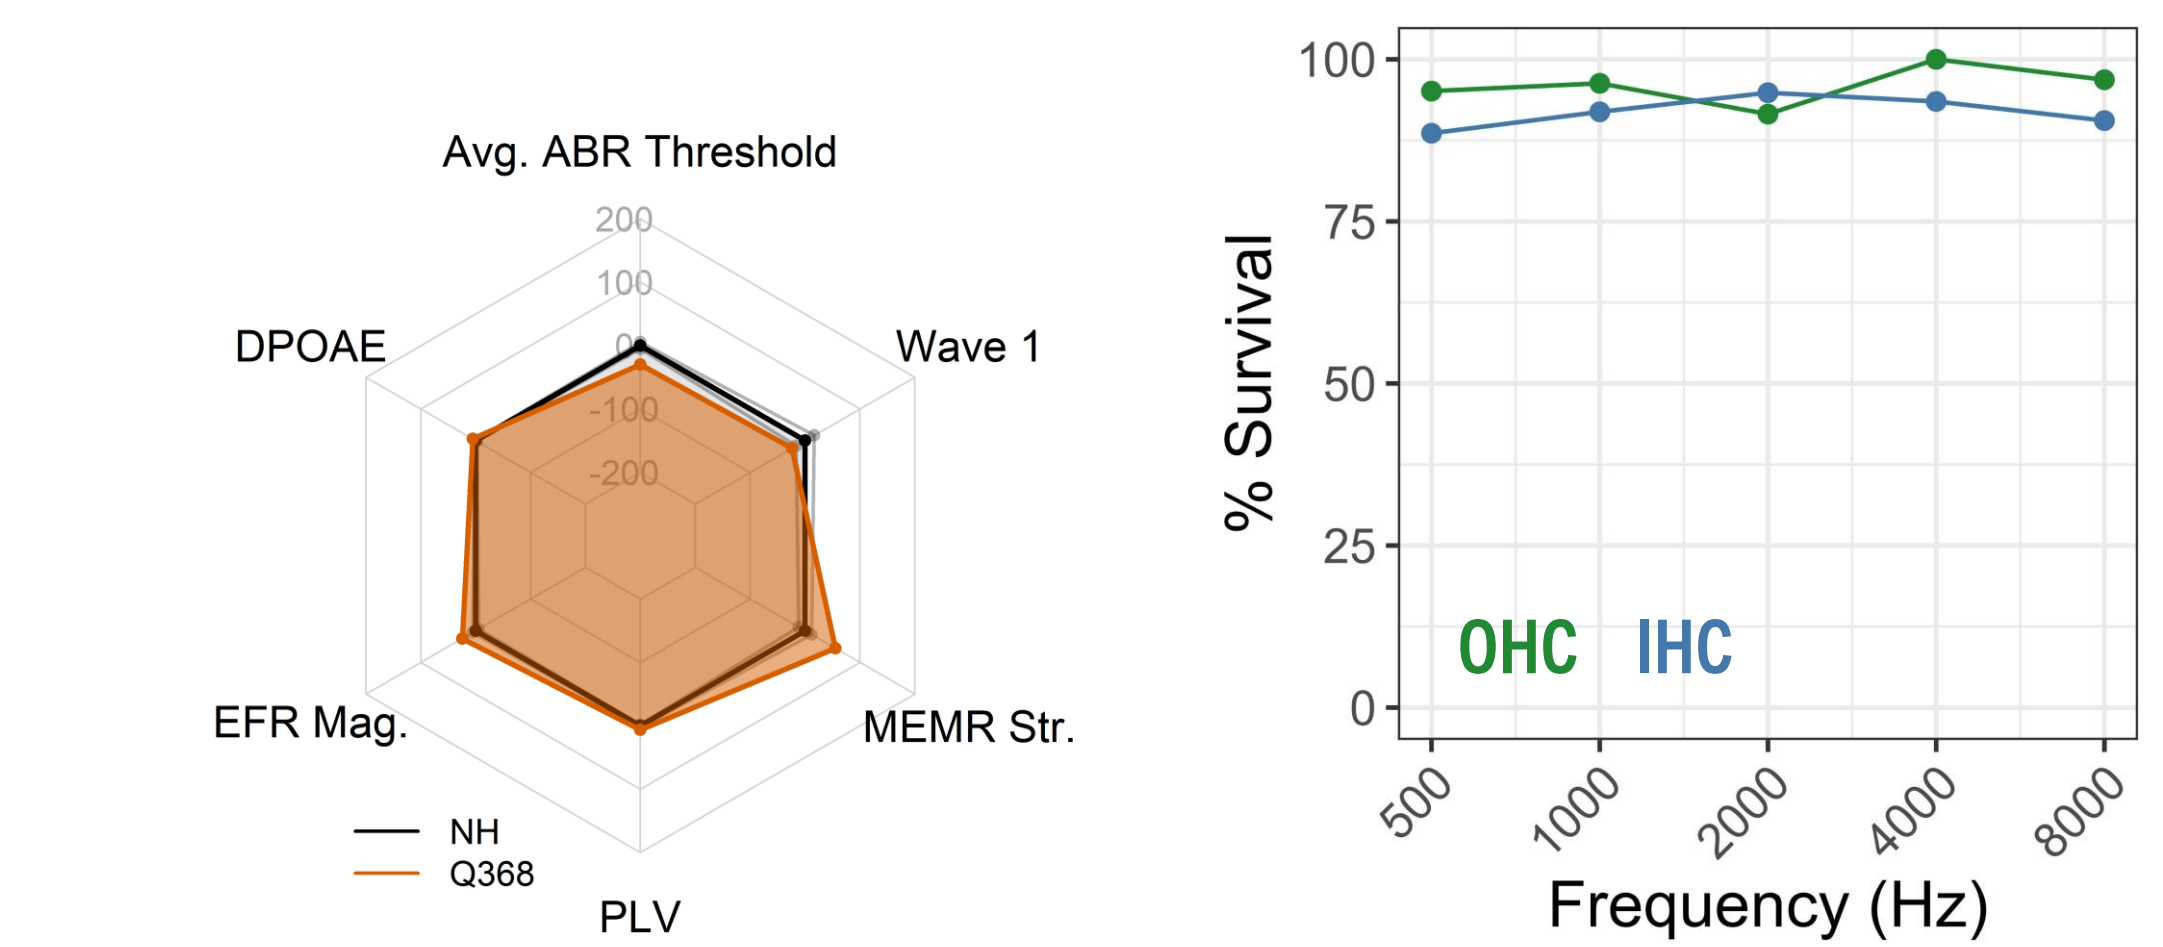 Avg. ABR Threshold
200
100
0
-100
-200
DPOAE
Wave 1
EFR Mag.
MEMR Str.
PLV
NH
Q368
100
75
50
25
0
% Survival
OHC IHC
500 1000 2000 4000 8000
Frequency (Hz)